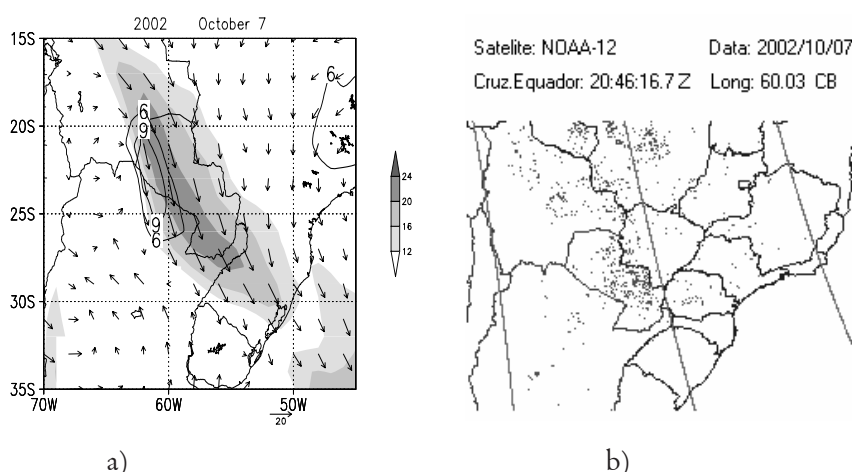 2002 October 7
15S
20S
25S
30S
35S
70W 60W 50W
20
6
6
9
9
6
24
20
16
12
a)
Satelite: NOAA-12 Data: 2002/10/07
Cruz.Equador: 20:46:16.7 Z Long: 60.03 CB
b)